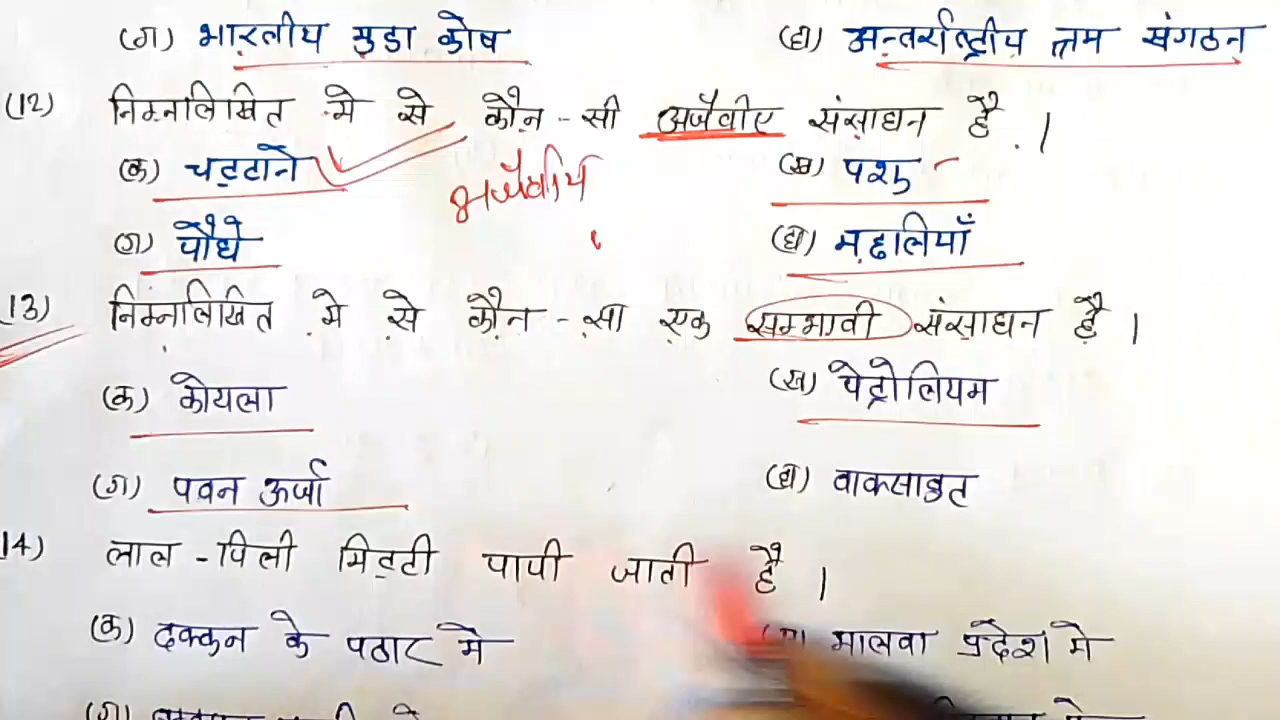 (ग) भारतीय मुडा कोष (घ) अन्तर्राष्ट्रीय श्रम संगठन
(12) निम्नलिखित मे से कौन-सी अजैवीए संसाधन है।
(क) चट्टाने (ख) पशु
अजैवीय
(ग) पौधे (घ) मछलियाँ
(13) निम्नलिखित मे से कौन-सा एक सम्भावी संसाधन है।
(क) कोयला (ख) पेट्रोलियम
(ग) पवन ऊर्जा (घ) वाकसाइट
14) लाल-पिली मिट्टी पायी जाती है।
(क) दक्कन के पठार मे मालवा प्रदेश मे
(ग)